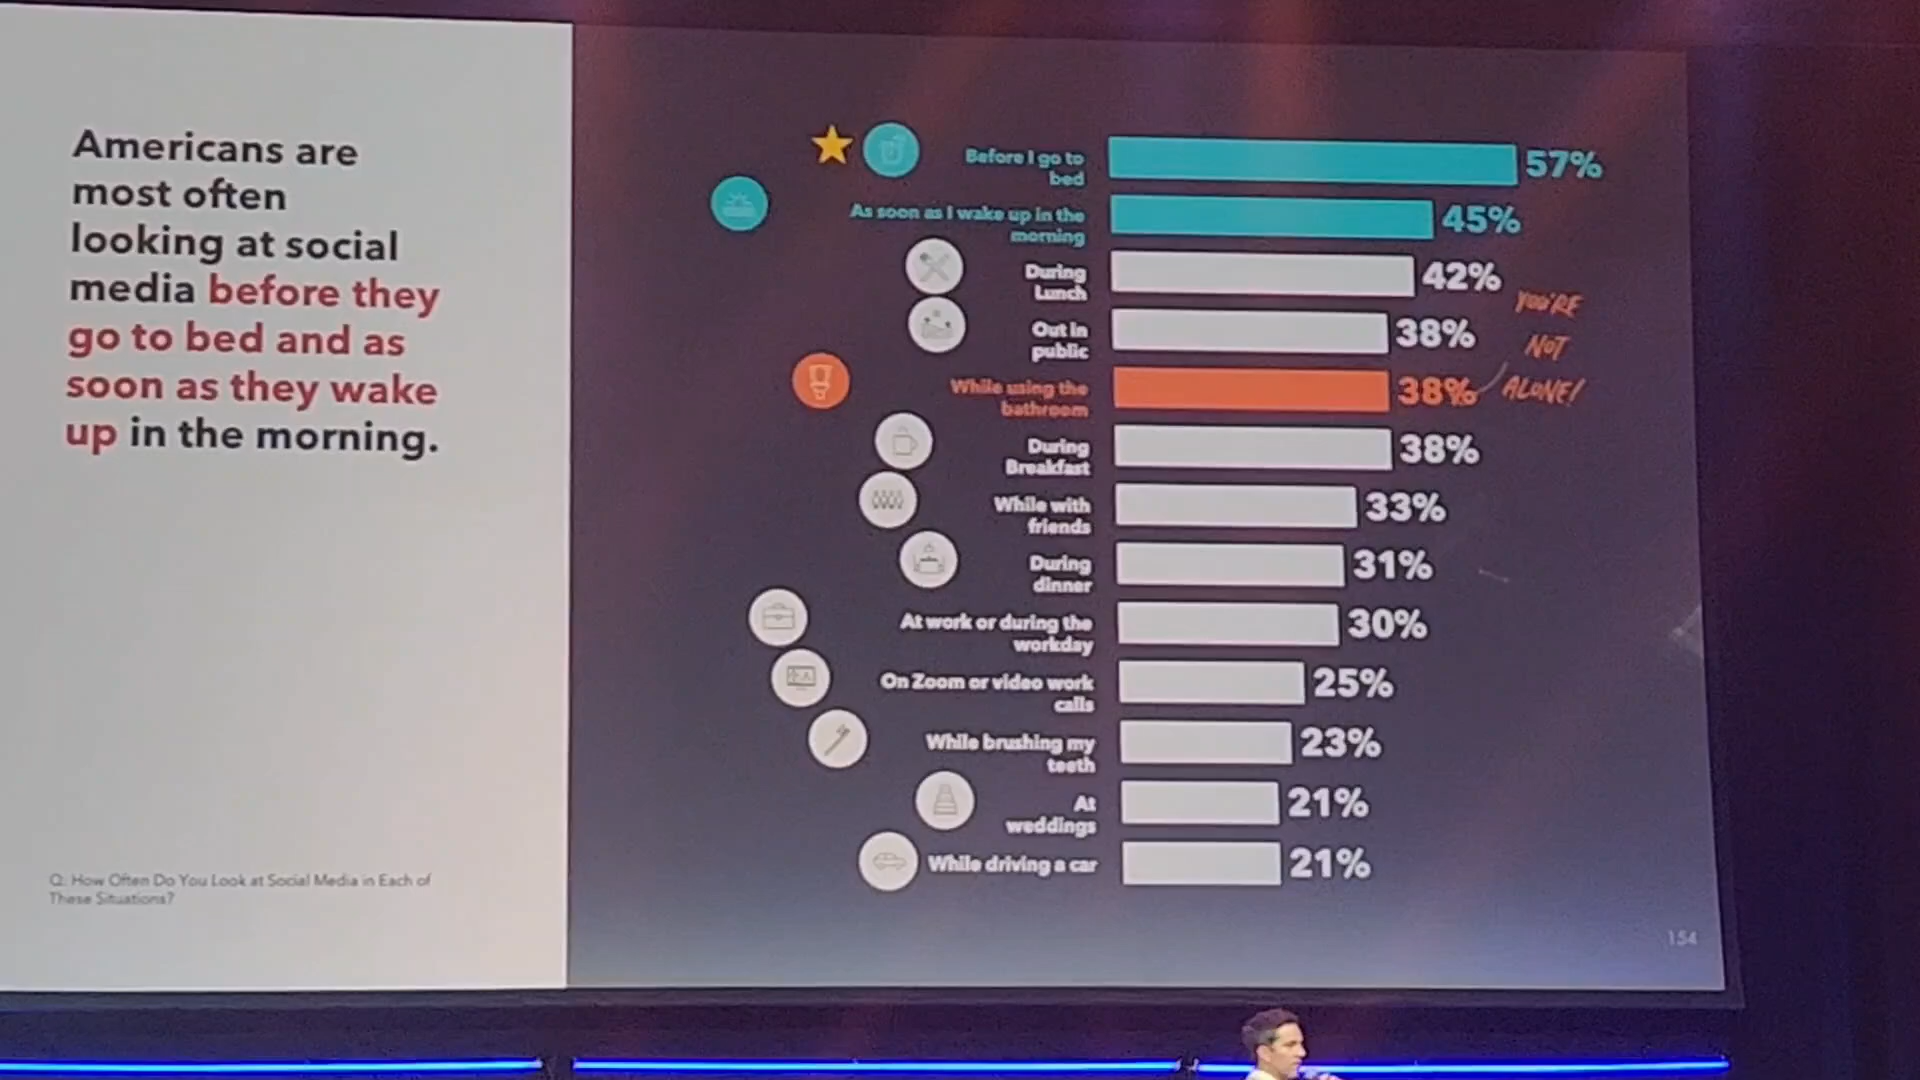 Americans are
most often
looking at social
media before they
go to bed and as
soon as they wake
up in the morning.
Q: How Often Do You Look at Social Media in Each of
These Situations?
Before I go to
bed
57%
As soon as I wake up in the
morning
45%
During
Lunch
42%
Out in
public
38%
While using the
bathroom
38%
YOU'RE
NOT
ALONE!
During
Breakfast
38%
While with
friends
33%
During
dinner
31%
At work or during the
workday
30%
On Zoom or video work
calls
25%
While brushing my
teeth
23%
At
weddings
21%
While driving a car
21%
154